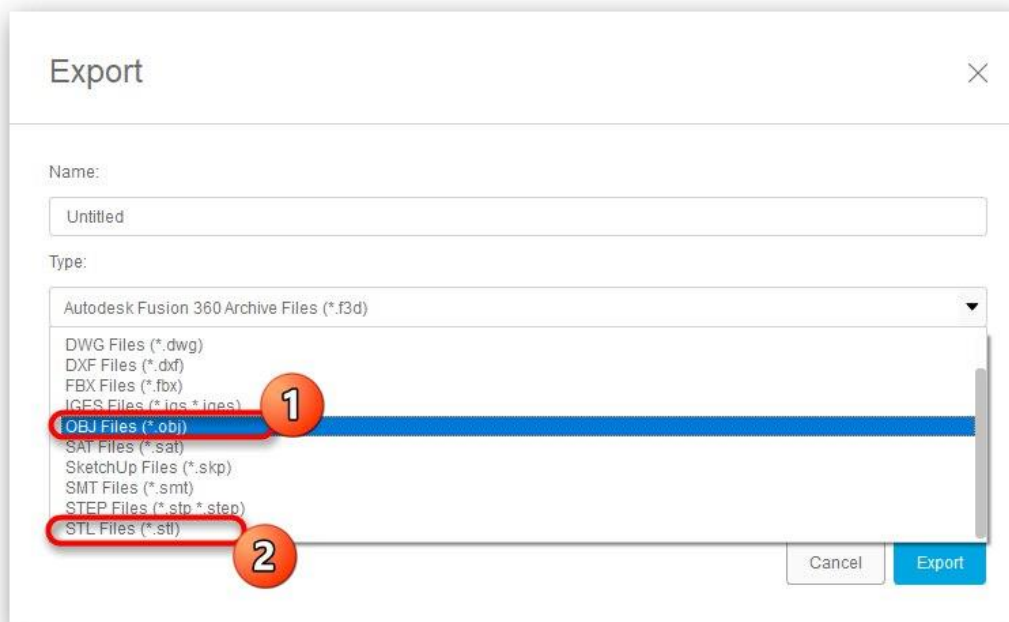 Export
Name:
Untitled
Type:
Autodesk Fusion 360 Archive Files (*.f3d)
DWG Files (*.dwg)
DXF Files (*.dxf)
FBX Files (*.fbx)
IGES Files (*.igs *.iges)
1
OBJ Files (*.obj)
SAT Files (*.sat)
SketchUp Files (*.skp)
SMT Files (*.smt)
STEP Files (*.stp *.step)
STL Files (*.stl)
2
Cancel
Export